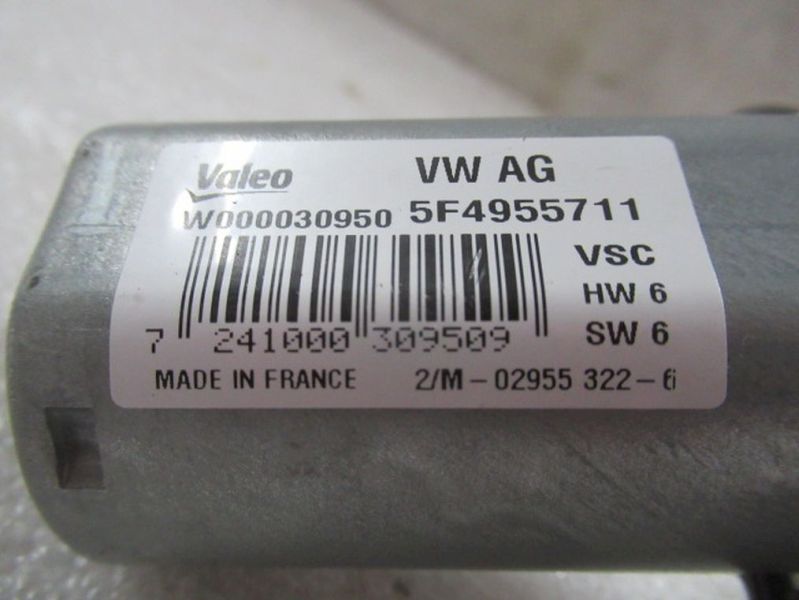 Valeo VW AG
W000030950 5F4955711
VSC
HW 6
SW 6
7 241000 309509
MADE IN FRANCE 2/M-02955 322-6